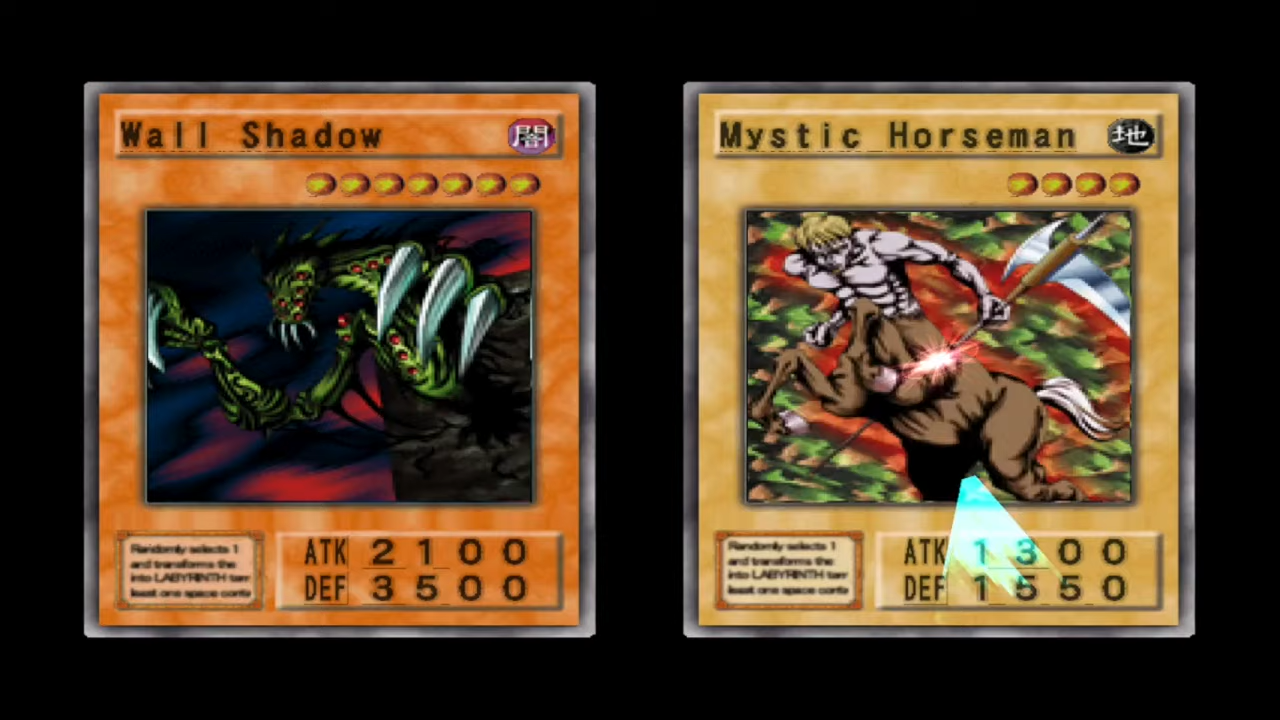 Wall Shadow 闇
Randomly selects 1
and transforms the
into LABYRINTH terr
least one space conta
ATK 2100
DEF 3500
Mystic Horseman 地
Randomly selects 1
and transforms the
into LABYRINTH terr
least one space conta
ATK 1300
DEF 1550